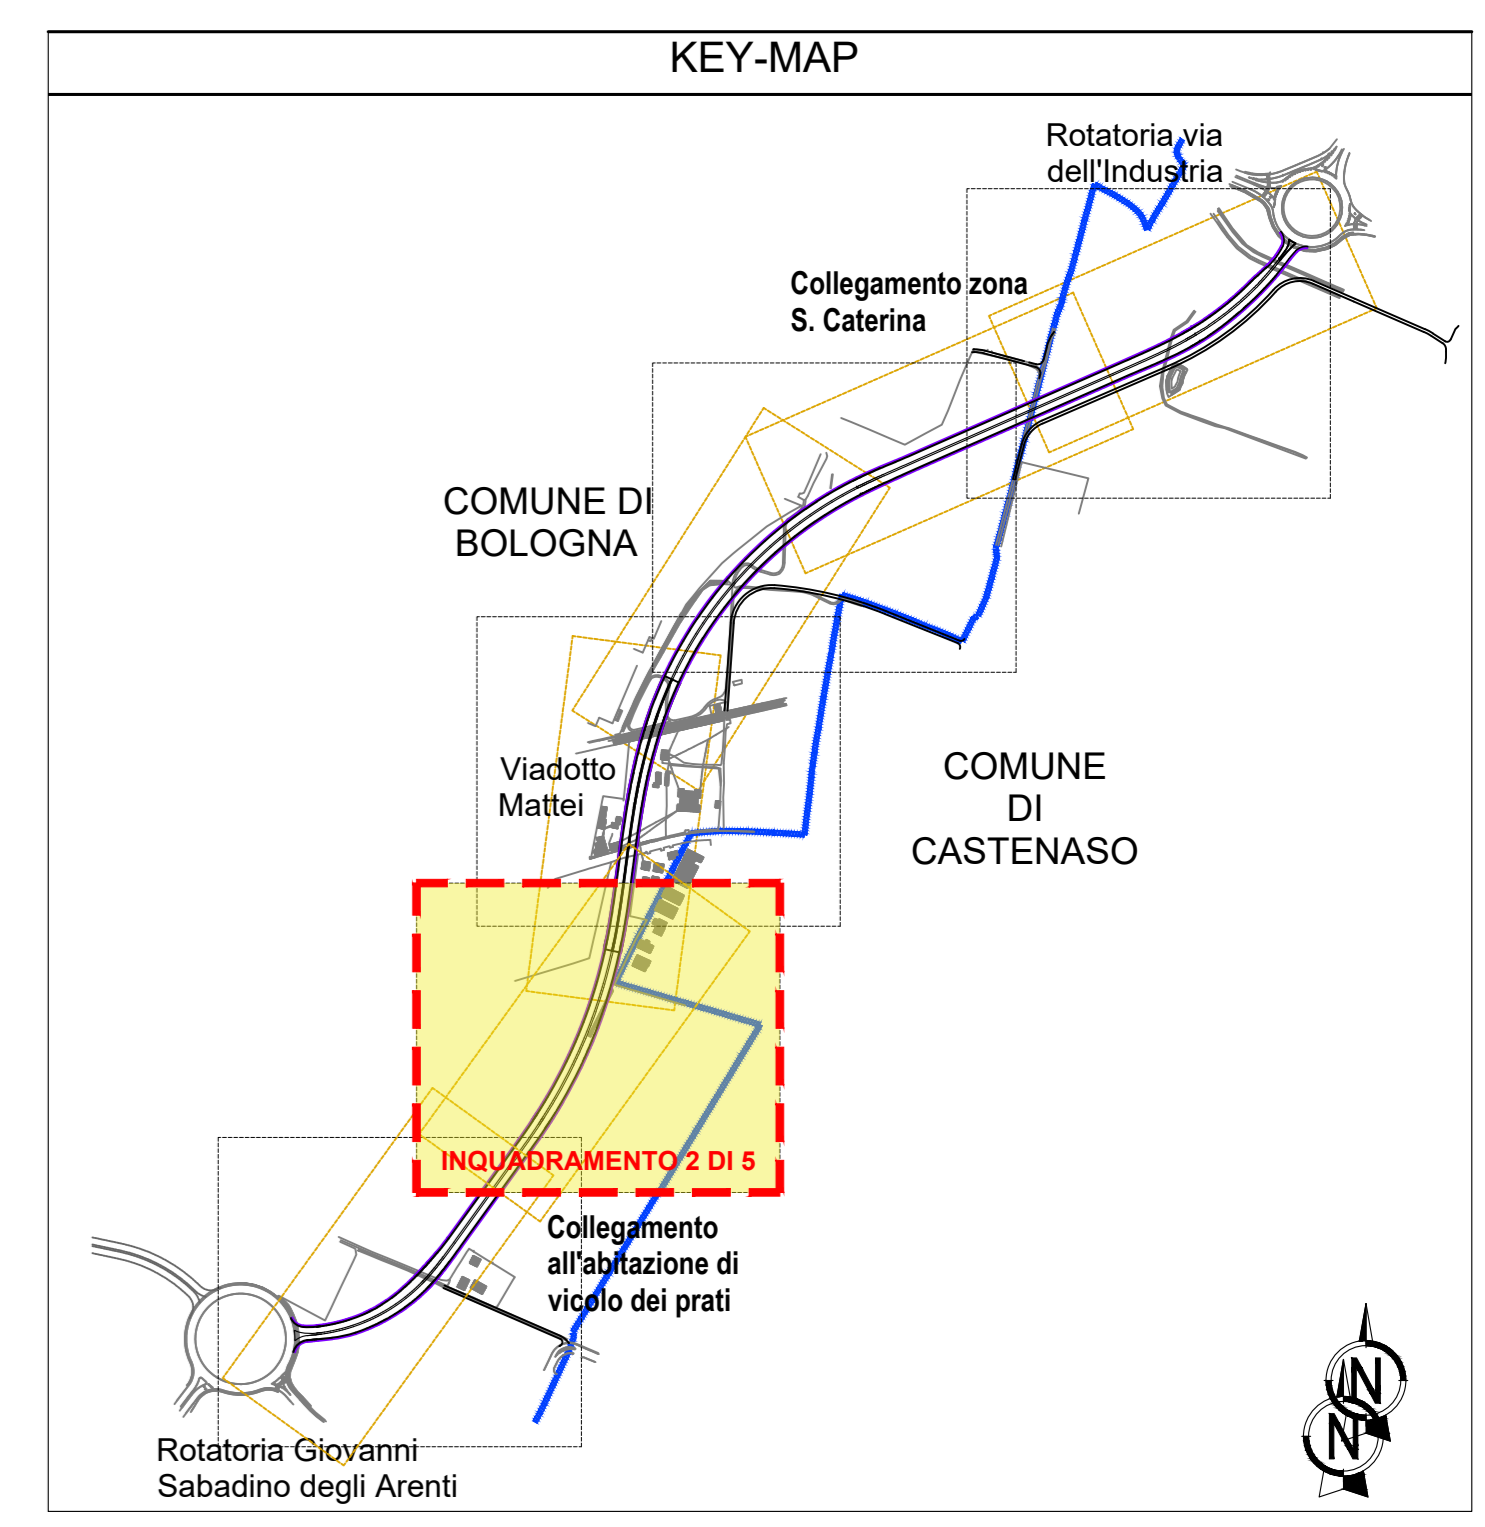 KEY-MAP
Rotatoria via
dell'Industria
Collegamento zona
S. Caterina
COMUNE DI
BOLOGNA
Viadotto
Mattei
COMUNE
DI
CASTENASO
INQUADRAMENTO 2 DI 5
Collegamento
all'abitazione di
vicolo dei prati
Rotatoria Giovanni
Sabadino degli Arenti
N
N